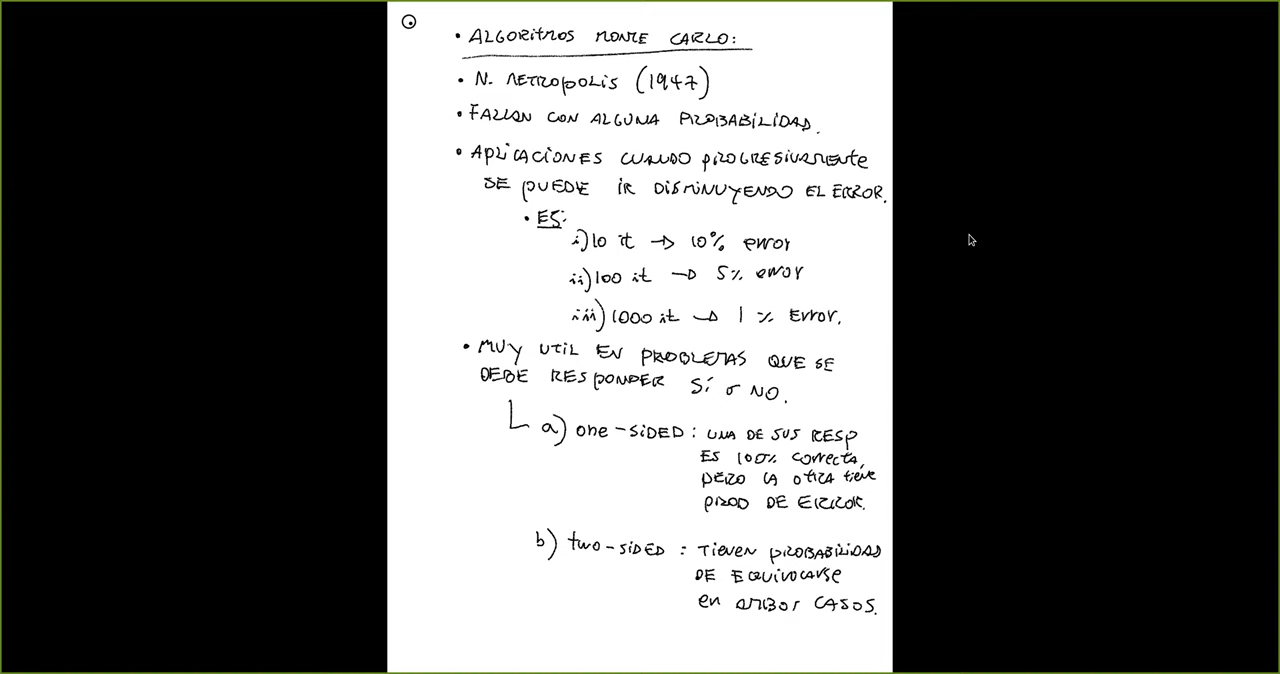 • ALGORITMOS MONTE CARLO:
• N. METROPOLIS (1947)
• FALLAN CON ALGUNA PROBABILIDAD.
• APLICACIONES CUANDO PROGRESIVAMENTE
SE PUEDE IR DISMINUYENDO EL ERROR.
• EJ:
i) 10 it → 10% error
ii) 100 it → 5% error
iii) 1000 it → 1 % Error.
• MUY UTIL EN PROBLEMAS QUE SE
DEBE RESPONDER SÍ o NO.
a) one-SIDED: UNA DE SUS RESP
ES 100% correcta,
PERO LA OTRA tiene
PROB DE ERROR.
b) two-SIDED: TIENEN PROBABILIDAD
DE EQUIVOCARSE
en AMBOS CASOS.